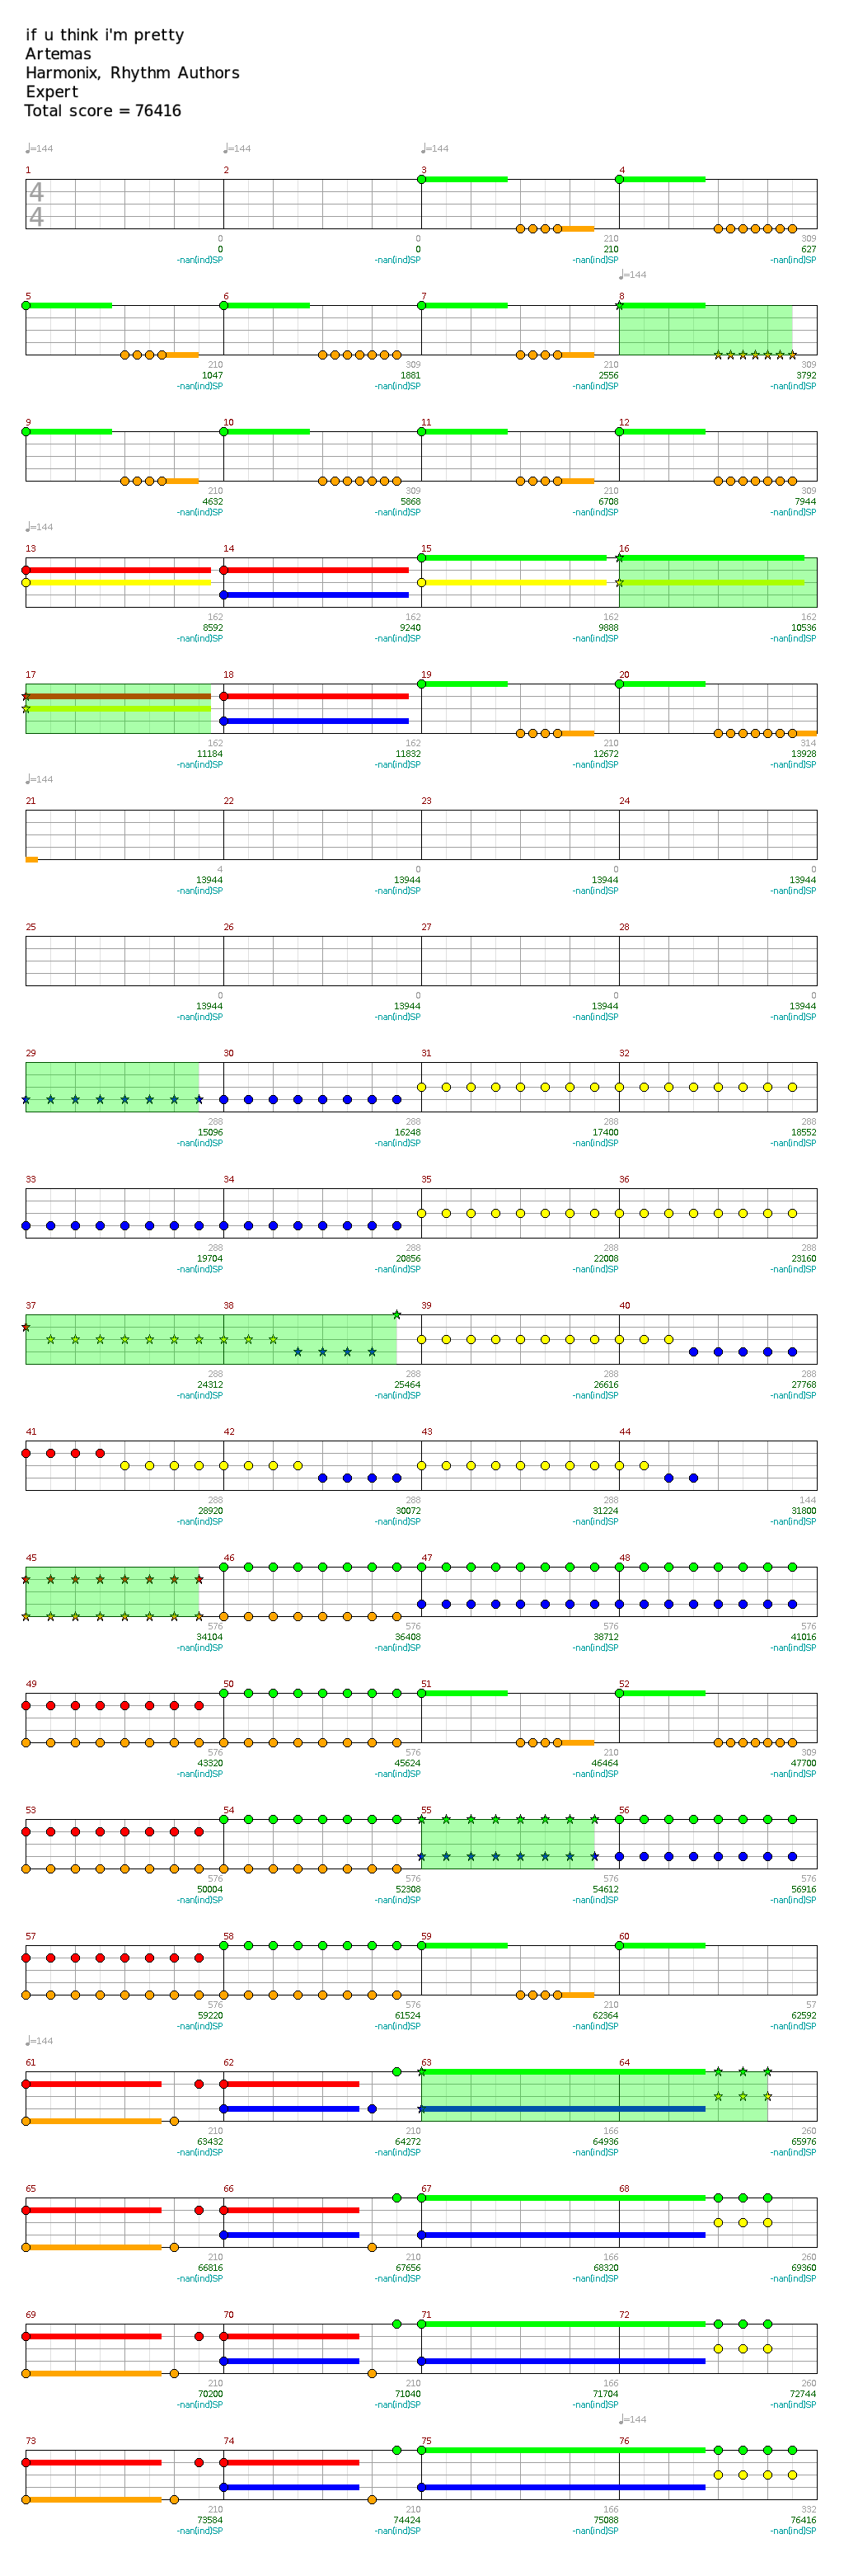 if u think i'm pretty
Artemas
Harmonix, Rhythm Authors
Expert
Total score = 76416
♩=144 ♩=144 ♩=144
1 2 3 4
4
4
0 0 210 309
0 0 210 627
-nan(ind)SP -nan(ind)SP -nan(ind)SP -nan(ind)SP
♩=144
5 6 7 8
210 309 210 309
1047 1881 2556 3792
-nan(ind)SP -nan(ind)SP -nan(ind)SP -nan(ind)SP
9 10 11 12
210 309 210 309
4632 5868 6708 7944
-nan(ind)SP -nan(ind)SP -nan(ind)SP -nan(ind)SP
♩=144
13 14 15 16
162 162 162 162
8592 9240 9888 10536
-nan(ind)SP -nan(ind)SP -nan(ind)SP -nan(ind)SP
17 18 19 20
162 162 210 314
11184 11832 12672 13928
-nan(ind)SP -nan(ind)SP -nan(ind)SP -nan(ind)SP
♩=144
21 22 23 24
4 0 0 0
13944 13944 13944 13944
-nan(ind)SP -nan(ind)SP -nan(ind)SP -nan(ind)SP
25 26 27 28
0 0 0 0
13944 13944 13944 13944
-nan(ind)SP -nan(ind)SP -nan(ind)SP -nan(ind)SP
29 30 31 32
288 288 288 288
15096 16248 17400 18552
-nan(ind)SP -nan(ind)SP -nan(ind)SP -nan(ind)SP
33 34 35 36
288 288 288 288
19704 20856 22008 23160
-nan(ind)SP -nan(ind)SP -nan(ind)SP -nan(ind)SP
37 38 39 40
288 288 288 288
24312 25464 26616 27768
-nan(ind)SP -nan(ind)SP -nan(ind)SP -nan(ind)SP
41 42 43 44
288 288 288 144
28920 30072 31224 31800
-nan(ind)SP -nan(ind)SP -nan(ind)SP -nan(ind)SP
45 46 47 48
576 576 576 576
34104 36408 38712 41016
-nan(ind)SP -nan(ind)SP -nan(ind)SP -nan(ind)SP
49 50 51 52
576 576 210 309
43320 45624 46464 47700
-nan(ind)SP -nan(ind)SP -nan(ind)SP -nan(ind)SP
53 54 55 56
576 576 576 576
50004 52308 54612 56916
-nan(ind)SP -nan(ind)SP -nan(ind)SP -nan(ind)SP
57 58 59 60
576 576 210 57
59220 61524 62364 62592
-nan(ind)SP -nan(ind)SP -nan(ind)SP -nan(ind)SP
♩=144
61 62 63 64
210 210 166 260
63432 64272 64936 65976
-nan(ind)SP -nan(ind)SP -nan(ind)SP -nan(ind)SP
65 66 67 68
210 210 166 260
66816 67656 68320 69360
-nan(ind)SP -nan(ind)SP -nan(ind)SP -nan(ind)SP
69 70 71 72
210 210 166 260
70200 71040 71704 72744
-nan(ind)SP -nan(ind)SP -nan(ind)SP -nan(ind)SP
♩=144
73 74 75 76
210 210 166 332
73584 74424 75088 76416
-nan(ind)SP -nan(ind)SP -nan(ind)SP -nan(ind)SP